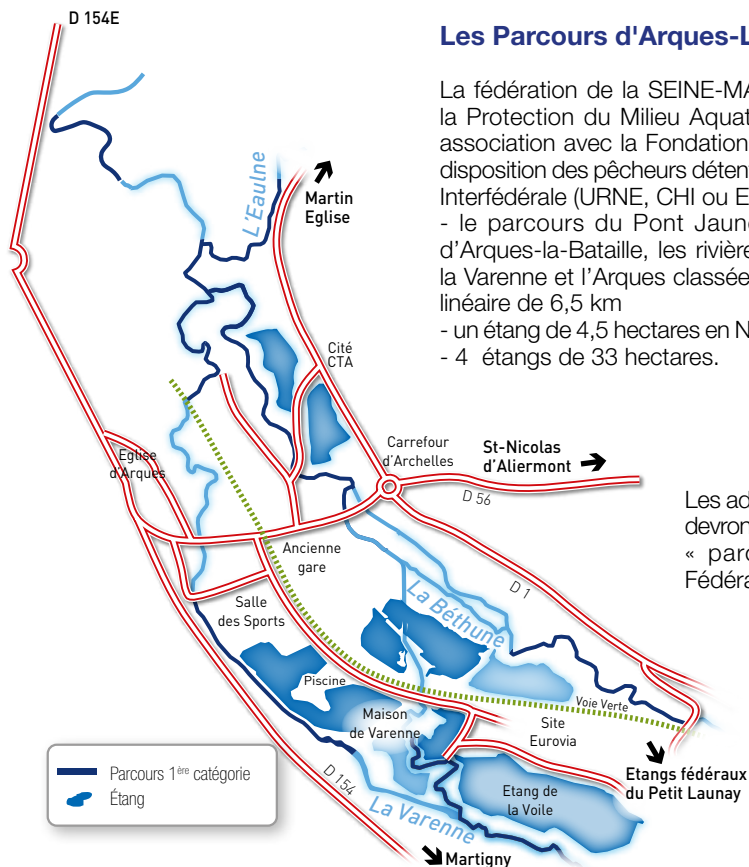 D 154E
Les Parcours d'Arques-L
La fédération de la SEINE-MA
la Protection du Milieu Aquat
association avec la Fondation
disposition des pêcheurs déten
Interfédérale (URNE, CHI ou E
- le parcours du Pont Jaun
d'Arques-la-Bataille, les rivière
la Varenne et l'Arques classée
linéaire de 6,5 km
- un étang de 4,5 hectares en N
- 4 étangs de 33 hectares.
L'Eaulne
Martin
Eglise
Cité
CTA
Eglise
d'Arques
Carrefour
d'Archelles
St-Nicolas
d'Aliermont
D 56
Les ad
devron
« parc
Fédéra
Ancienne
gare
D 1
La Béthune
Salle
des Sports
Piscine
Maison
de Varenne
Voie Verte
Site
Eurovia
Parcours 1ère catégorie
Étang
D 154
La Varenne
Etang de
la Voile
Etangs fédéraux
du Petit Launay
Martigny